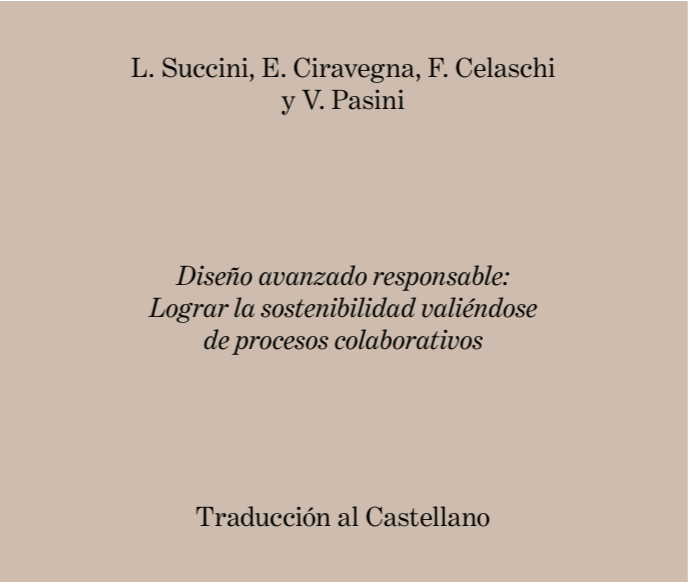 L. Succini, E. Ciravegna, F. Celaschi
y V. Pasini
Diseño avanzado responsable:
Lograr la sostenibilidad valiéndose
de procesos colaborativos
Traducción al Castellano